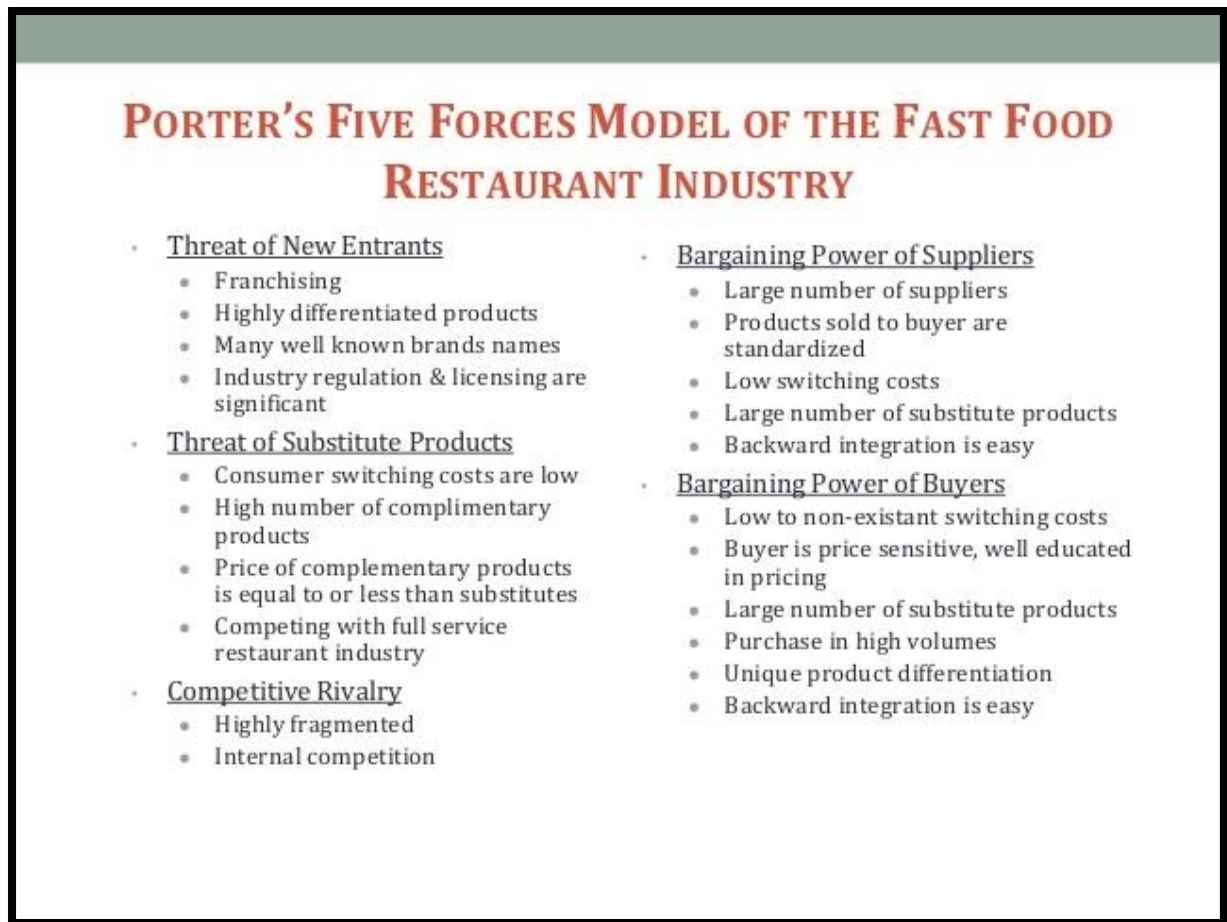 PORTER'S FIVE FORCES MODEL OF THE FAST FOOD
RESTAURANT INDUSTRY
Threat of New Entrants
Franchising
Highly differentiated products
Many well known brands names
Industry regulation & licensing are
significant
Threat of Substitute Products
Consumer switching costs are low
High number of complimentary
products
Price of complementary products
is equal to or less than substitutes
Competing with full service
restaurant industry
Competitive Rivalry
Highly fragmented
Internal competition
Bargaining Power of Suppliers
Large number of suppliers
Products sold to buyer are
standardized
Low switching costs
Large number of substitute products
Backward integration is easy
Bargaining Power of Buyers
Low to non-existant switching costs
Buyer is price sensitive, well educated
in pricing
Large number of substitute products
Purchase in high volumes
Unique product differentiation
Backward integration is easy